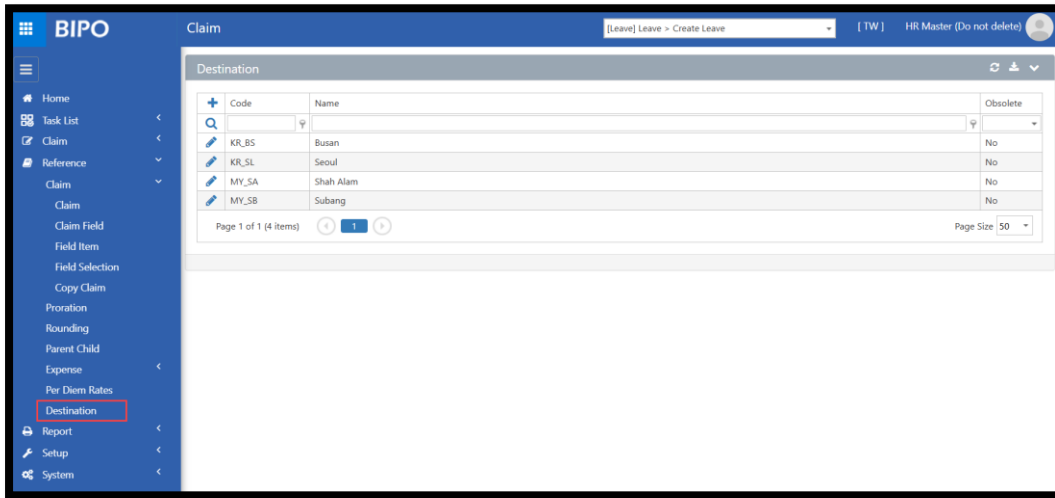 BIPO
Claim
[Leave] Leave > Create Leave
[ TW ]
HR Master (Do not delete)
Home
Task List
Claim
Reference
Claim
Claim
Claim Field
Field Item
Field Selection
Copy Claim
Proration
Rounding
Parent Child
Expense
Per Diem Rates
Destination
Report
Setup
System
Destination
Code Name Obsolete
KR_BS Busan No
KR_SL Seoul No
MY_SA Shah Alam No
MY_SB Subang No
Page 1 of 1 (4 items) 1 Page Size 50